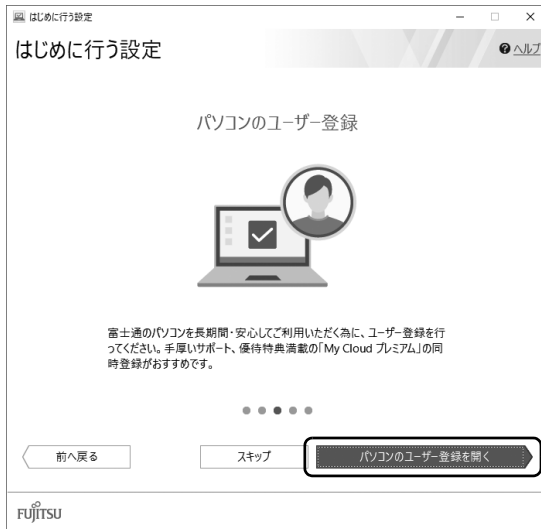 はじめに行う設定
はじめに行う設定
ヘルプ
パソコンのユーザー登録
富士通のパソコンを長期間・安心してご利用いただく為に、ユーザー登録を行
ってください。手厚いサポート、優待特典満載の「My Cloud プレミアム」の同
時登録がおすすめです。
前へ戻る
スキップ
パソコンのユーザー登録を開く
FUJITSU